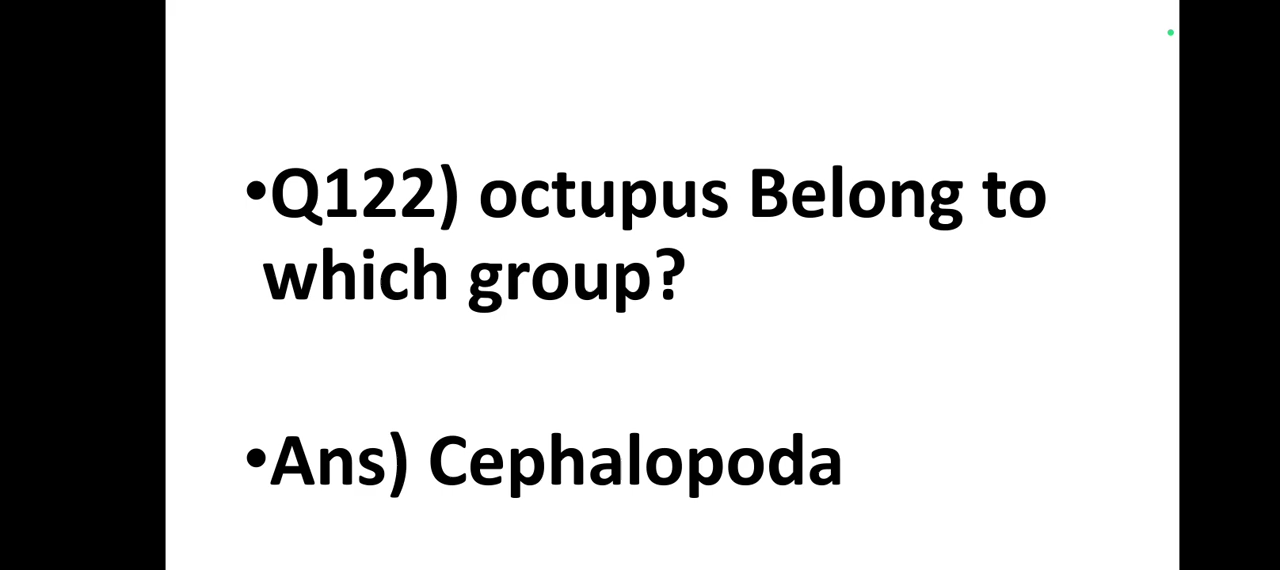 •Q122) octupus Belong to
which group?
•Ans) Cephalopoda